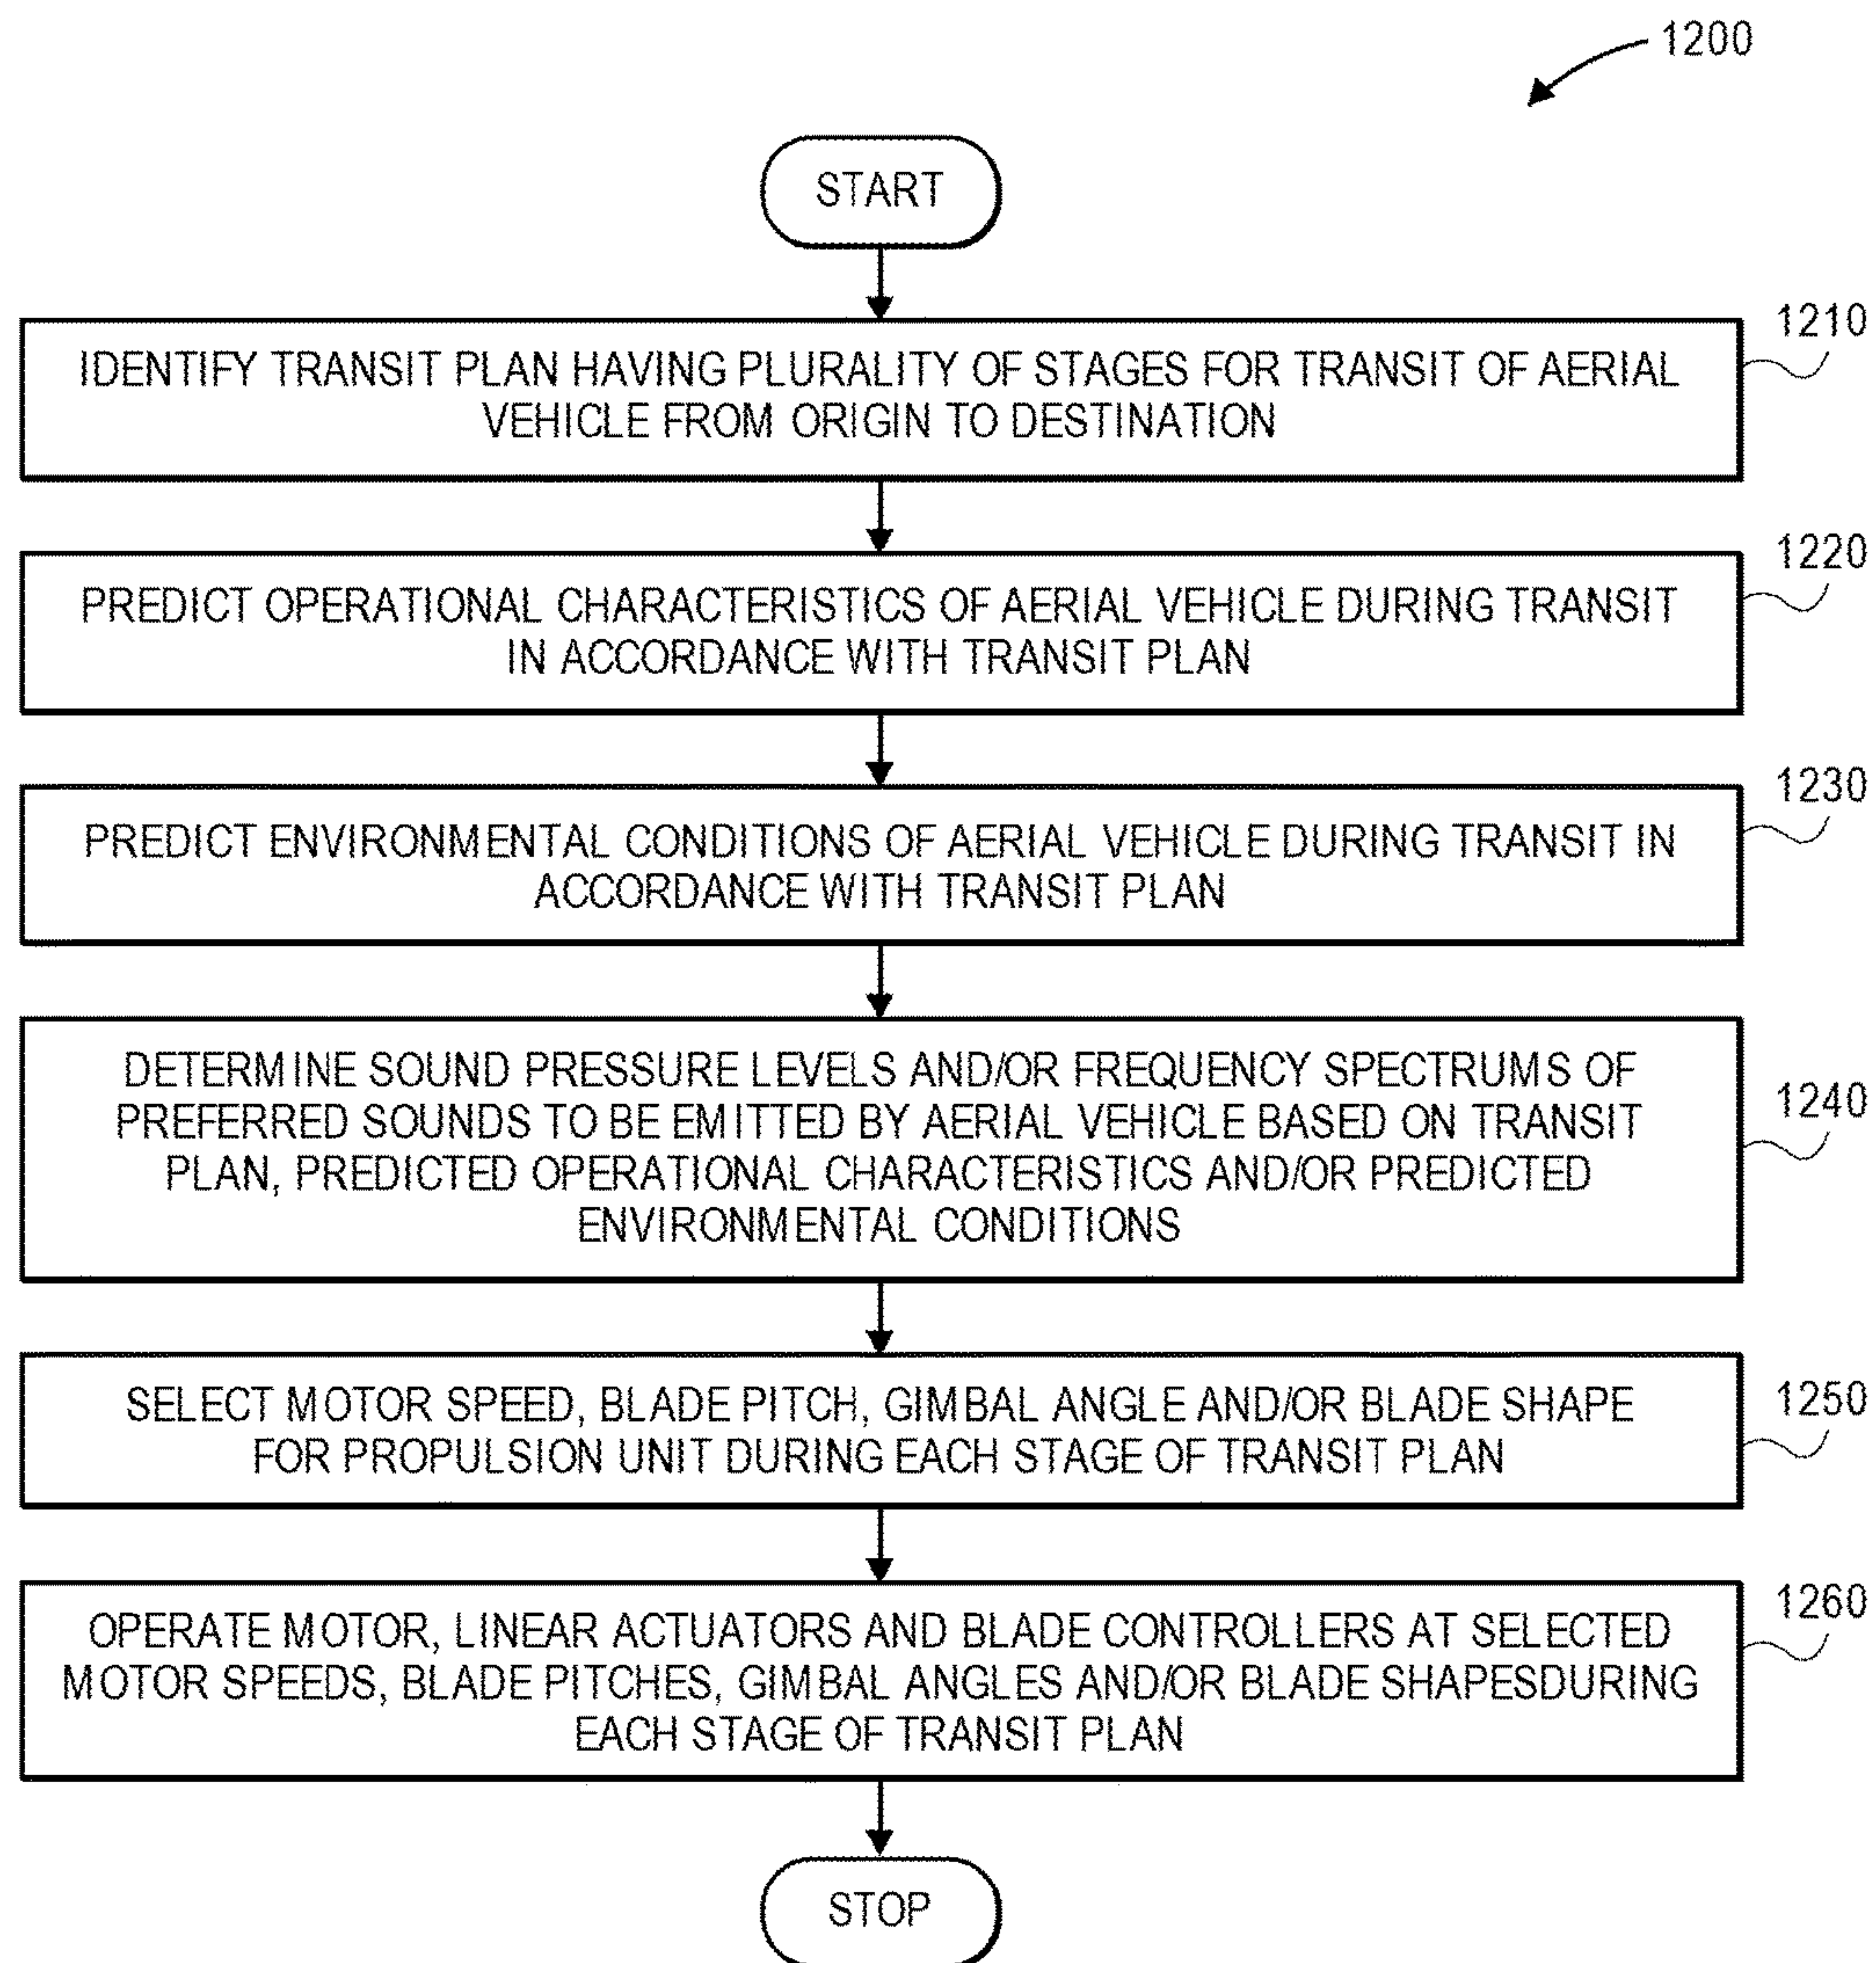 1200
START
1210
IDENTIFY TRANSIT PLAN HAVING PLURALITY OF STAGES FOR TRANSIT OF AERIAL
VEHICLE FROM ORIGIN TO DESTINATION
1220
PREDICT OPERATIONAL CHARACTERISTICS OF AERIAL VEHICLE DURING TRANSIT
IN ACCORDANCE WITH TRANSIT PLAN
1230
PREDICT ENVIRONMENTAL CONDITIONS OF AERIAL VEHICLE DURING TRANSIT IN
ACCORDANCE WITH TRANSIT PLAN
DETERMINE SOUND PRESSURE LEVELS AND/OR FREQUENCY SPECTRUMS OF
1240
PREFERRED SOUNDS TO BE EMITTED BY AERIAL VEHICLE BASED ON TRANSIT
PLAN, PREDICTED OPERATIONAL CHARACTERISTICS AND/OR PREDICTED
ENVIRONMENTAL CONDITIONS
1250
SELECT MOTOR SPEED, BLADE PITCH, GIMBAL ANGLE AND/OR BLADE SHAPE
FOR PROPULSION UNIT DURING EACH STAGE OF TRANSIT PLAN
1260
OPERATE MOTOR, LINEAR ACTUATORS AND BLADE CONTROLLERS AT SELECTED
MOTOR SPEEDS, BLADE PITCHES, GIMBAL ANGLES AND/OR BLADE SHAPESDURING
EACH STAGE OF TRANSIT PLAN
STOP